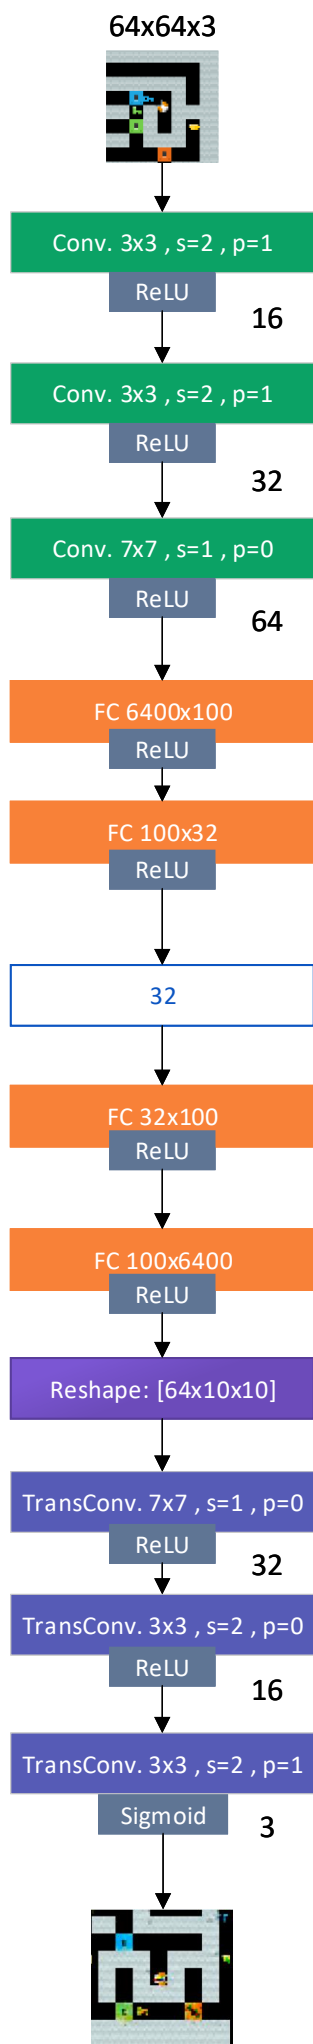 64x64x3
Conv. 3x3 , s=2 , p=1
ReLU
16
Conv. 3x3 , s=2 , p=1
ReLU
32
Conv. 7x7 , s=1 , p=0
ReLU
64
FC 6400x100
ReLU
FC 100x32
ReLU
32
FC 32x100
ReLU
FC 100x6400
ReLU
Reshape: [64x10x10]
TransConv. 7x7 , s=1 , p=0
ReLU
32
TransConv. 3x3 , s=2 , p=0
ReLU
16
TransConv. 3x3 , s=2 , p=1
Sigmoid
3